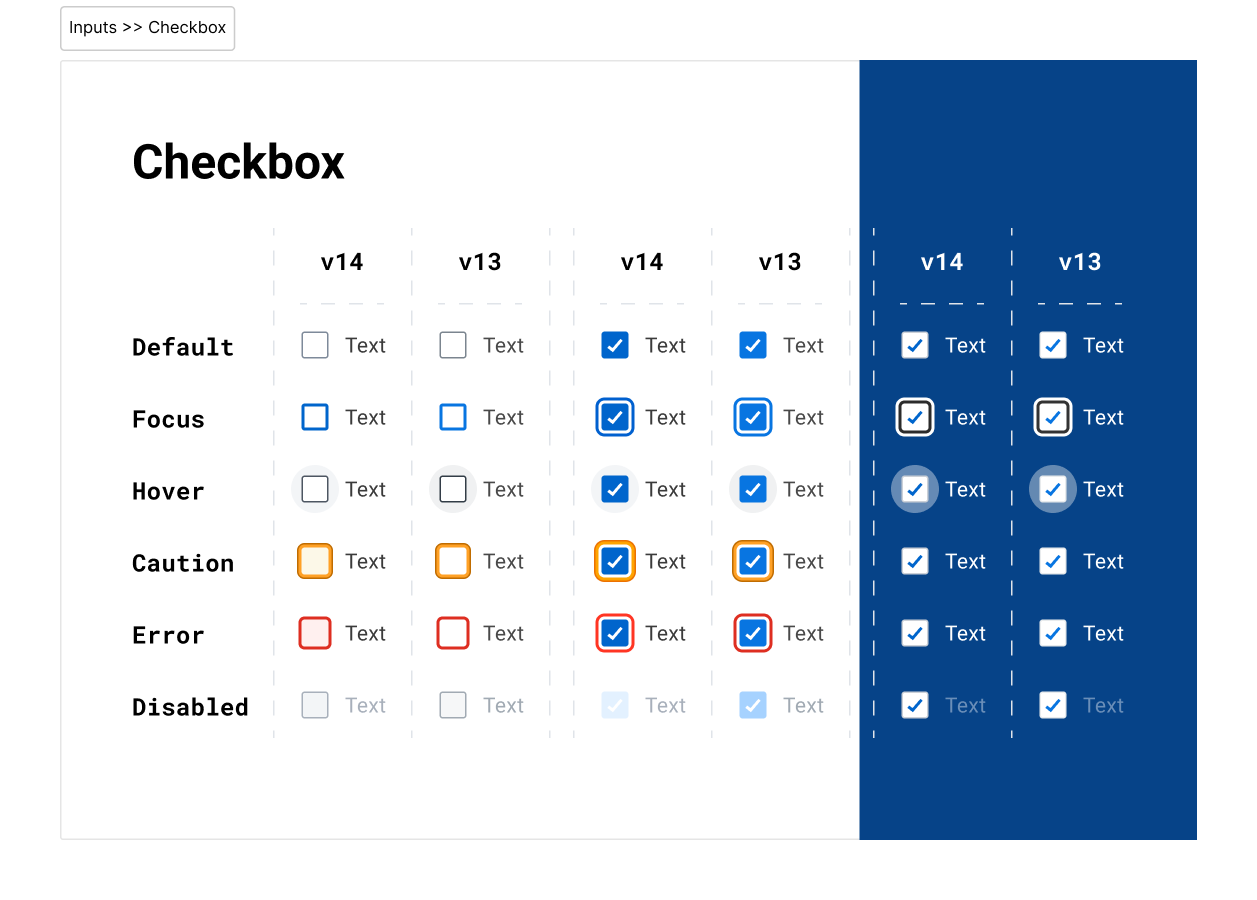 Inputs >> Checkbox
Checkbox
v14 v13 v14 v13 v14 v13
Default Text Text Text Text Text Text
Focus Text Text Text Text Text Text
Hover Text Text Text Text Text Text
Caution Text Text Text Text Text Text
Error Text Text Text Text Text Text
Disabled Text Text Text Text Text Text